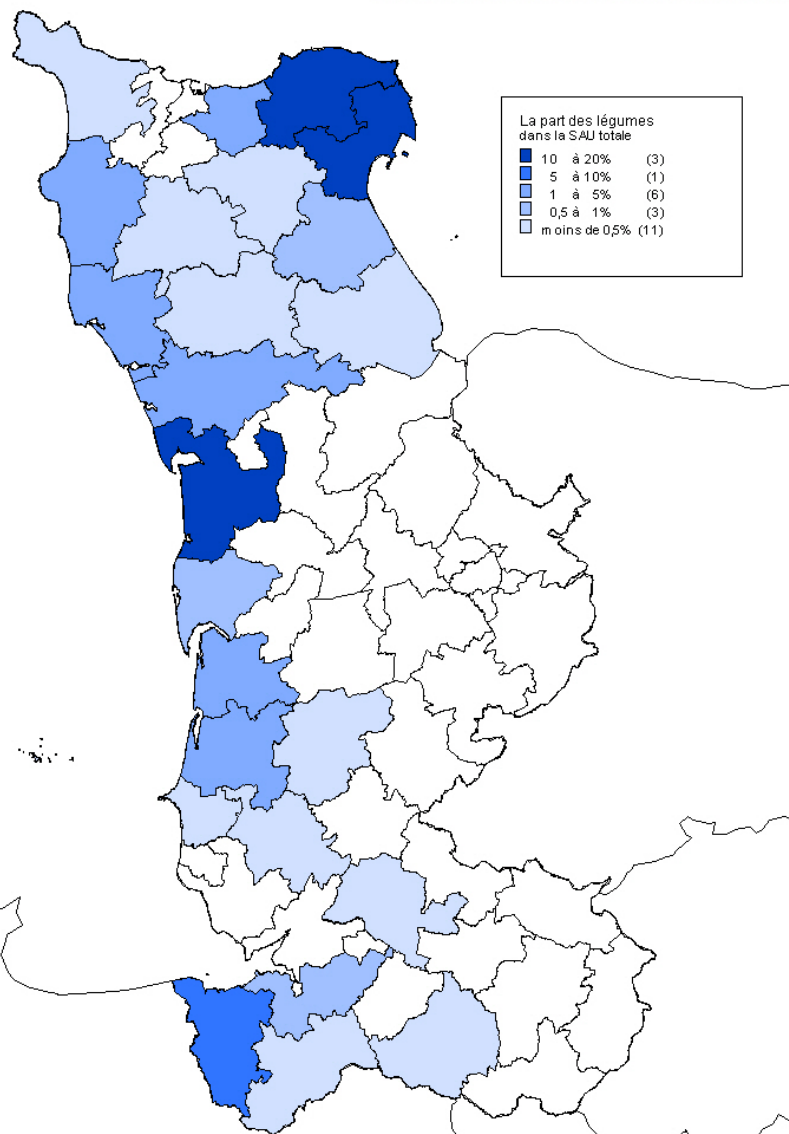 La part des légumes
dans la SAU totale
10 à 20% (3)
5 à 10% (1)
1 à 5% (6)
0,5 à 1% (3)
moins de 0,5% (11)